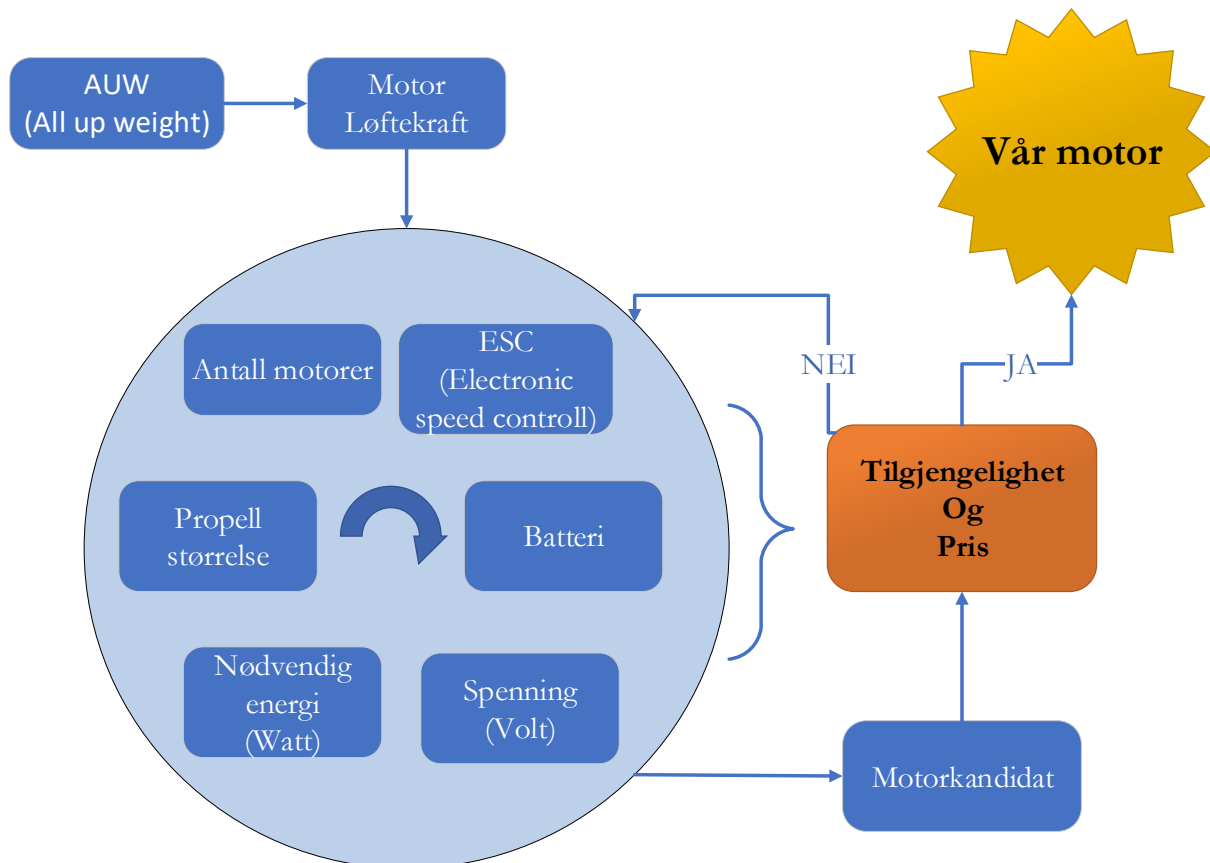 AUW
(All up weight)
Motor
Løftekraft
Vår motor
Antall motorer
ESC
(Electronic
speed controll)
NEI
JA
Tilgjengelighet
Og
Pris
Propell
størrelse
Batteri
Nødvendig
energi
(Watt)
Spenning
(Volt)
Motorkandidat